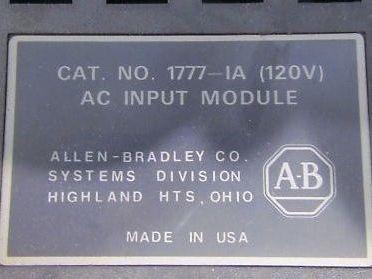 CAT. NO. 1777-IA (120V)
AC INPUT MODULE
ALLEN-BRADLEY CO.
SYSTEMS DIVISION
HIGHLAND HTS, OHIO
A-B
MADE IN USA